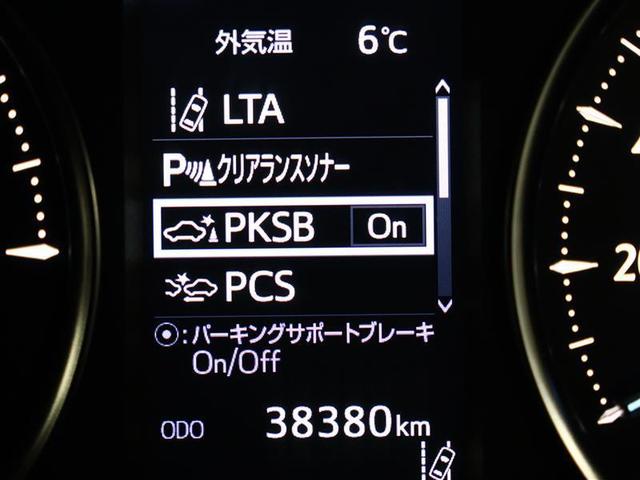 外気温 6℃
LTA
P クリアランスソナー
PKSB On
PCS
⦿:パーキングサポートブレーキ
On/Off
ODO 38380km
20